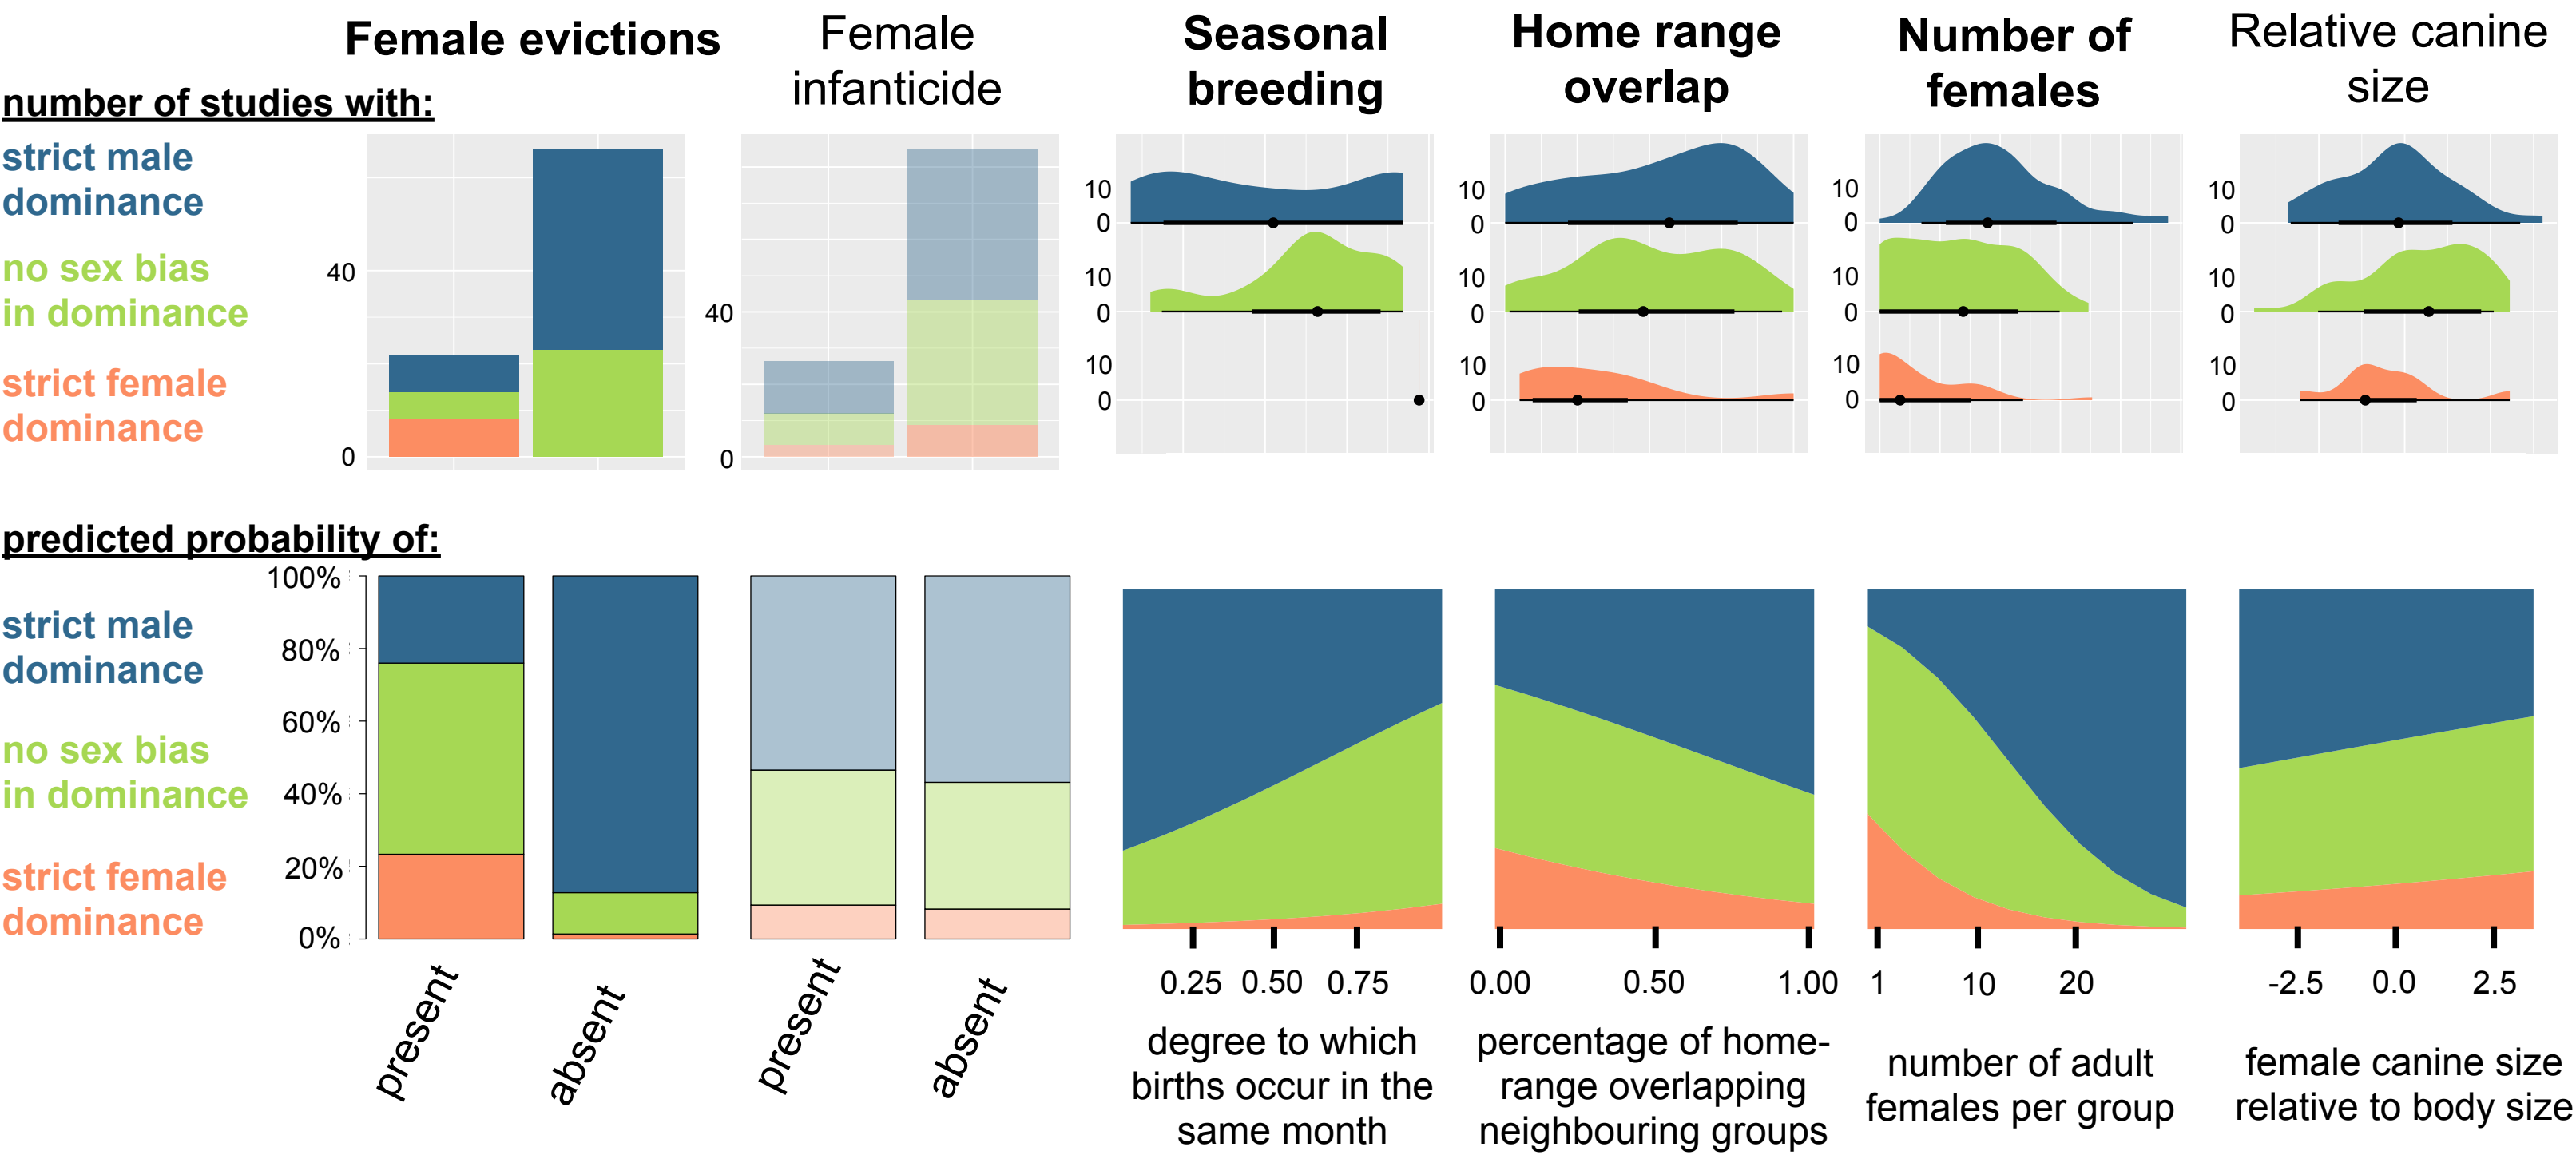 Female evictions
Female
infanticide
Seasonal
breeding
Home range
overlap
Number of
females
Relative canine
size
number of studies with:
strict male
dominance
no sex bias
in dominance
strict female
dominance
40
0
40
0
10
0
10
0
10
0
10
0
10
0
10
0
10
0
10
0
10
0
10
0
10
0
10
0
predicted probability of:
strict male
dominance
no sex bias
in dominance
strict female
dominance
100%
80%
60%
40%
20%
0%
present
absent
present
absent
0.25 0.50 0.75
degree to which
births occur in the
same month
0.00 0.50 1.00
percentage of home-
range overlapping
neighbouring groups
1 10 20
number of adult
females per group
-2.5 0.0 2.5
female canine size
relative to body size